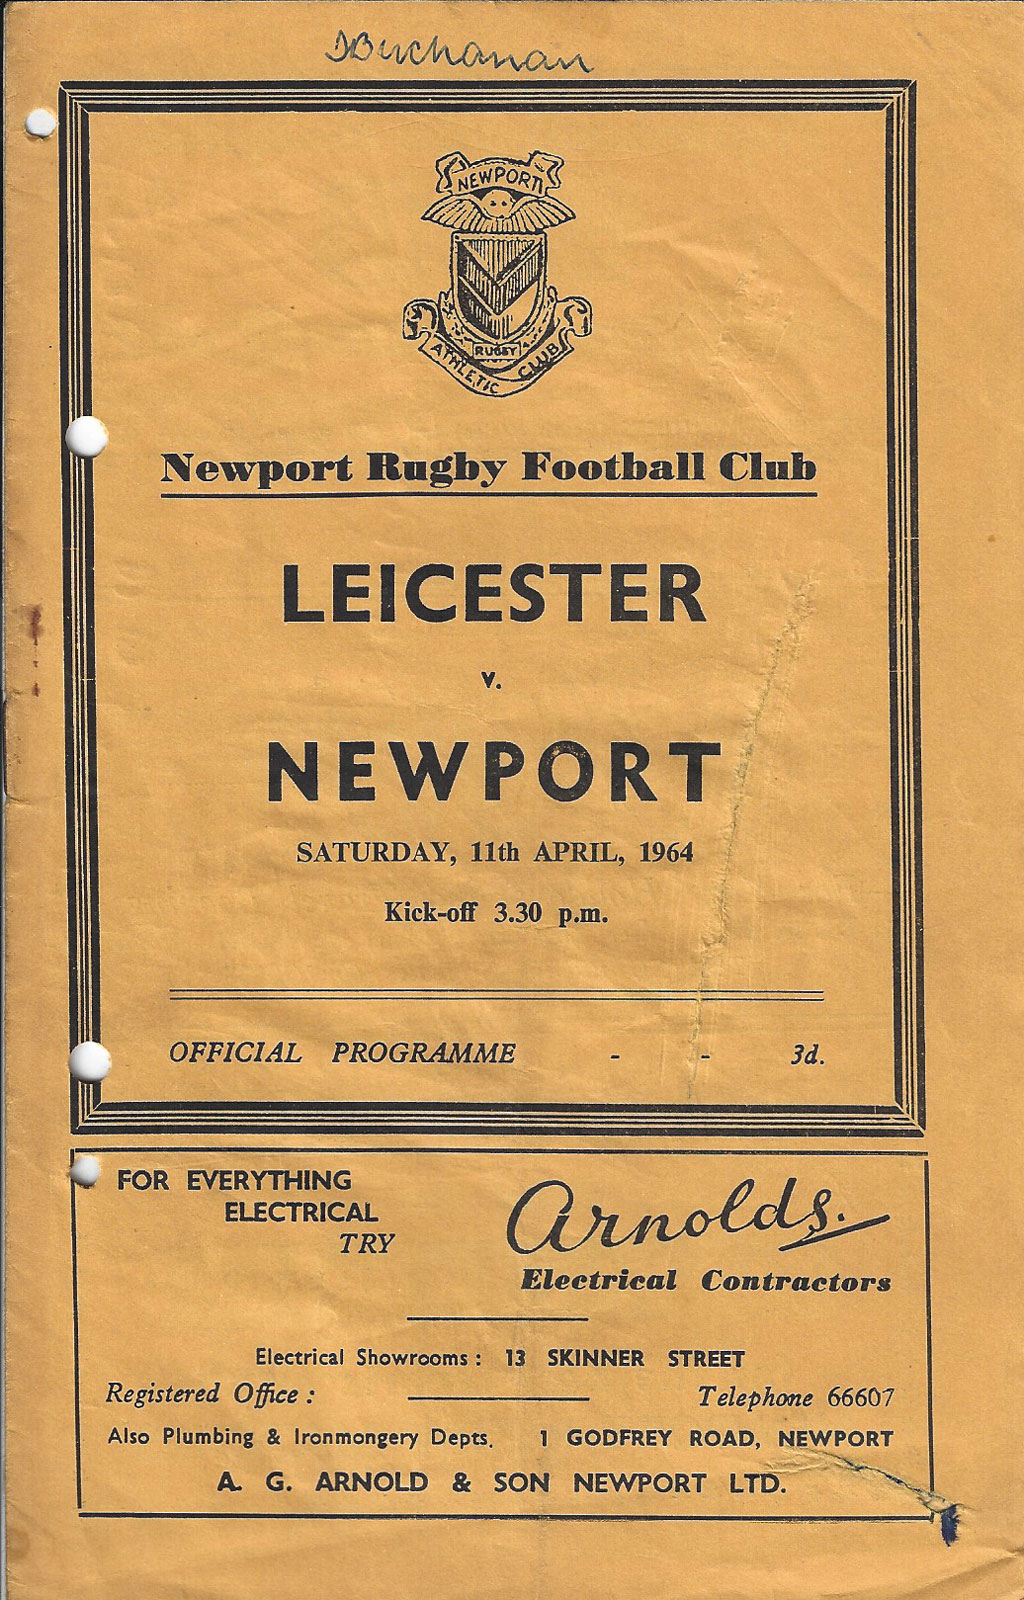 JBuchanan
NEWPORT
RUGBY
ATHLETIC CLUB
Newport Rugby Football Club
LEICESTER
v.
NEWPORT
SATURDAY, 11th APRIL, 1964
Kick-off 3.30 p.m.
OFFICIAL PROGRAMME - - 3d.
FOR EVERYTHING
ELECTRICAL
TRY
Arnolds.
Electrical Contractors
Electrical Showrooms : 13 SKINNER STREET
Registered Office : Telephone 66607
Also Plumbing & Ironmongery Depts. 1 GODFREY ROAD, NEWPORT
A. G. ARNOLD & SON NEWPORT LTD.